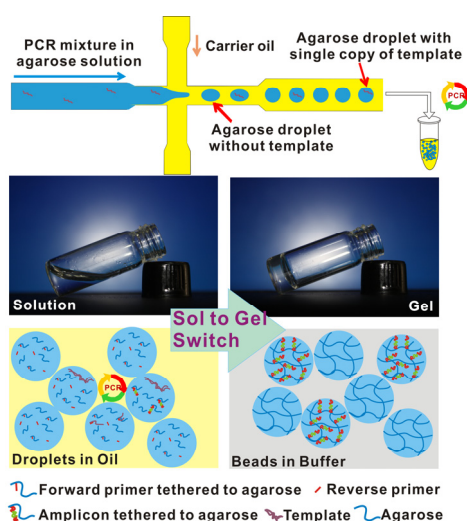 PCR mixture in
agarose solution
Carrier oil
Agarose droplet with
single copy of template
Agarose droplet
without template
PCR
Solution
Gel
Sol to Gel
Switch
PCR
Droplets in Oil
Beads in Buffer
Forward primer tethered to agarose
Reverse primer
Amplicon tethered to agarose
Template
Agarose